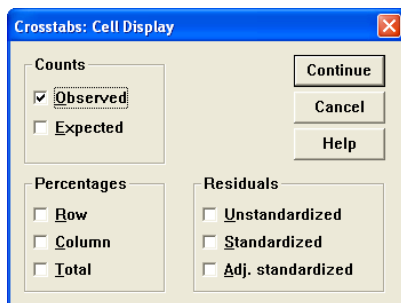 Crosstabs: Cell Display
Counts
Observed
Expected
Continue
Cancel
Help
Percentages
Row
Column
Total
Residuals
Unstandardized
Standardized
Adj. standardized